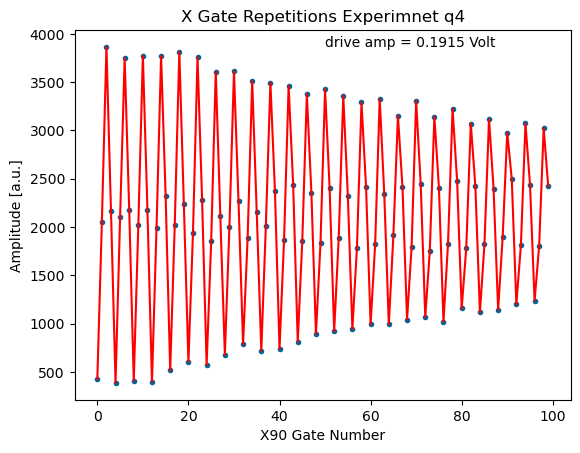 X Gate Repetitions Experimnet q4
drive amp = 0.1915 Volt
4000
3500
3000
2500
2000
1500
1000
500
Amplitude [a.u.]
0 20 40 60 80 100
X90 Gate Number